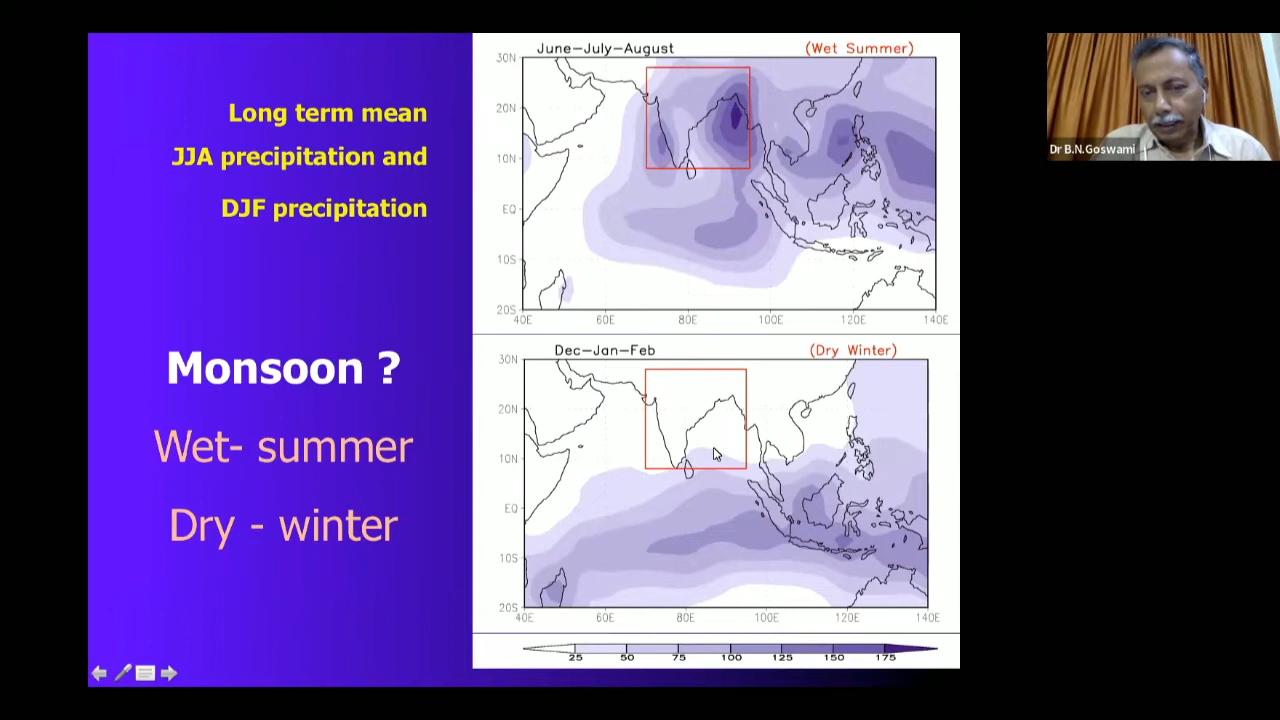 Long term mean
JJA precipitation and
DJF precipitation
Monsoon ?
Wet- summer
Dry - winter
June-July-August (Wet Summer)
30N
20N
10N
EQ
10S
20S
40E 60E 80E 100E 120E 140E
Dec-Jan-Feb (Dry Winter)
30N
20N
10N
EQ
10S
20S
40E 60E 80E 100E 120E 140E
25 50 75 100 125 150 175
Dr B.N.Goswami